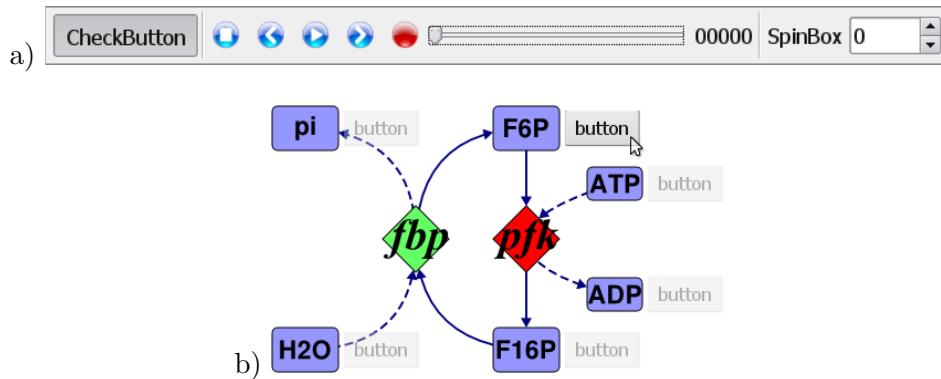 a) CheckButton 00000 SpinBox 0
pi button F6P button
ATP button
fbp pfk
ADP button
b) H2O button F16P button